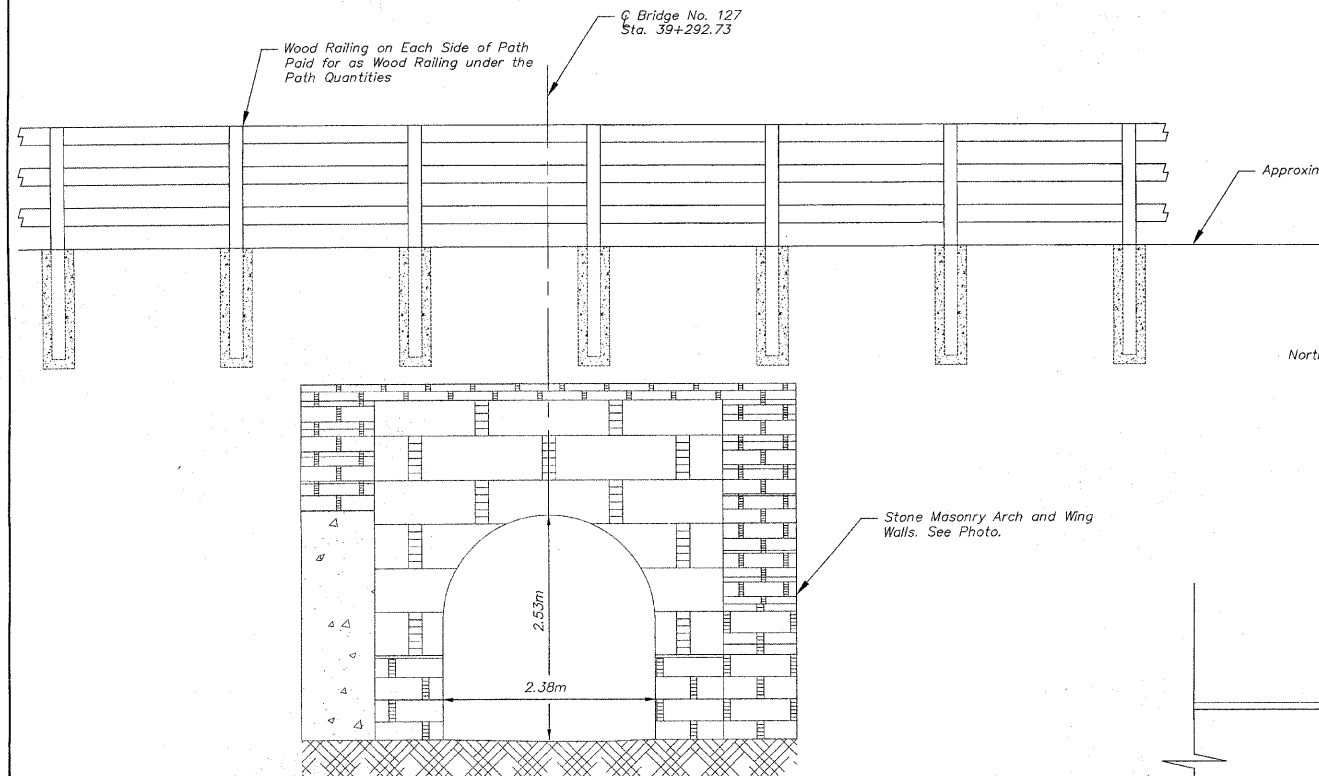 ℄ Bridge No. 127
Sta. 39+292.73
Wood Railing on Each Side of Path
Paid for as Wood Railing under the
Path Quantities
Approxin
North
Stone Masonry Arch and Wing
Walls. See Photo.
2.53m
2.38m